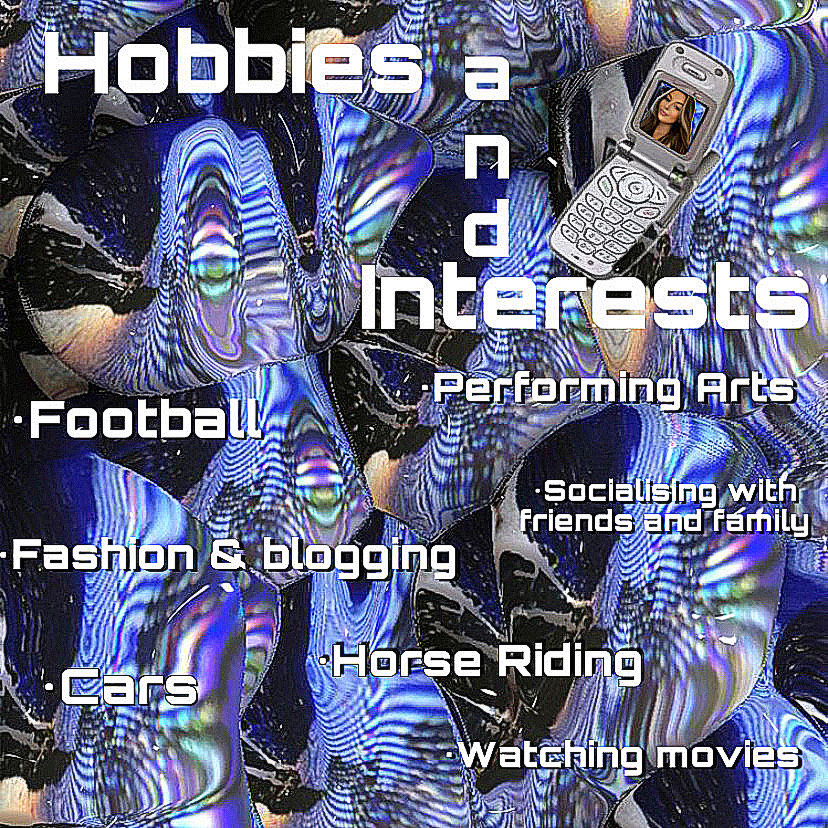 Hobbies
a
n
d
Interests
·Performing Arts
·Football
·Socialising with
friends and family
·Fashion & blogging
·Horse Riding
·Cars
·Watching movies